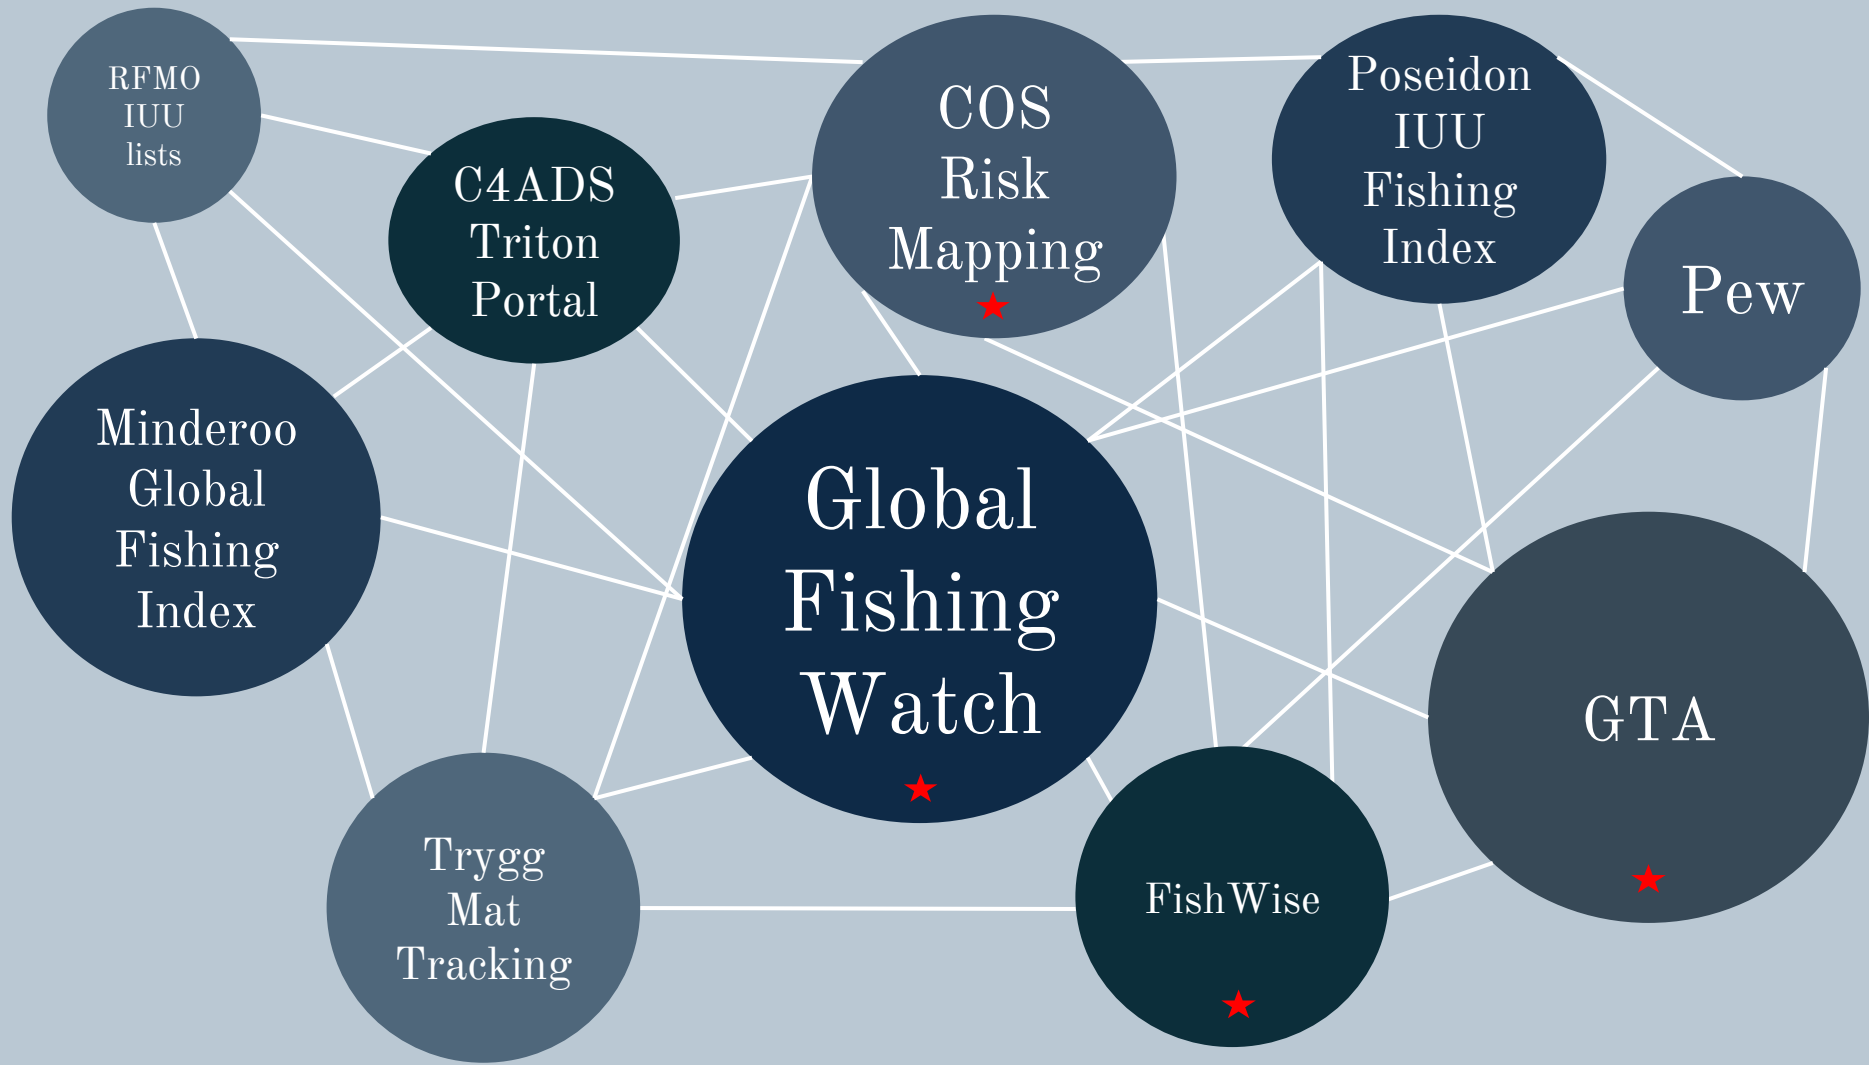 RFMO
IUU
lists
C4ADS
Triton
Portal
COS
Risk
Mapping
Poseidon
IUU
Fishing
Index
Pew
Minderoo
Global
Fishing
Index
Global
Fishing
Watch
GTA
Trygg
Mat
Tracking
FishWise